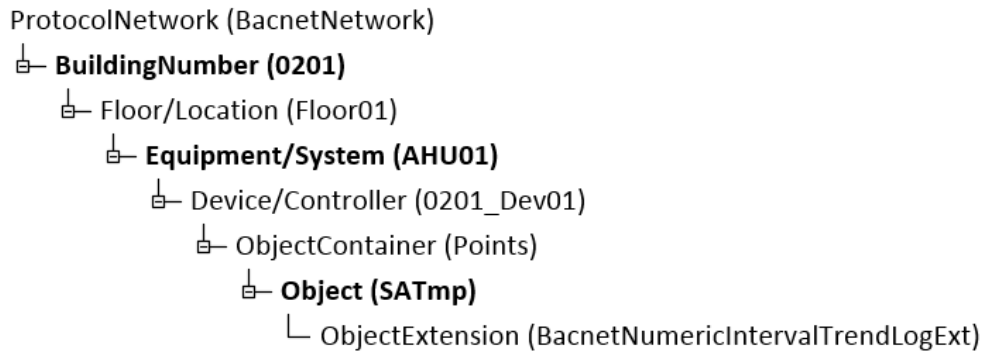 ProtocolNetwork (BacnetNetwork)
BuildingNumber (0201)
Floor/Location (Floor01)
Equipment/System (AHU01)
Device/Controller (0201_Dev01)
ObjectContainer (Points)
Object (SATmp)
ObjectExtension (BacnetNumericIntervalTrendLogExt)